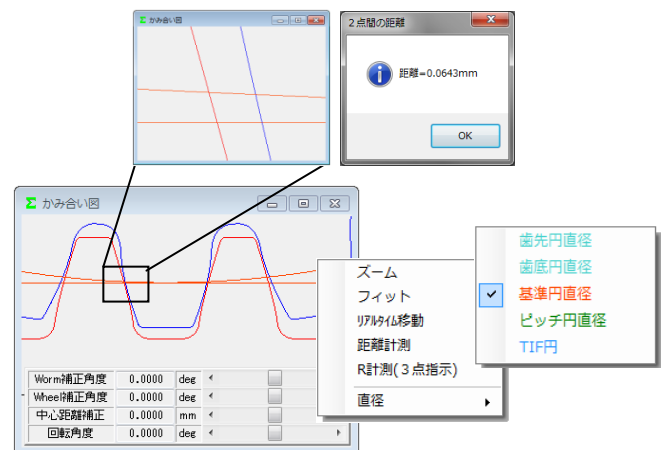 Σ かみ合い図
2点間の距離
距離=0.0643mm
OK
Σ かみ合い図
Worm補正角度 0.0000 deg
Wheel補正角度 0.0000 deg
中心距離補正 0.0000 mm
回転角度 0.0000 deg
ズーム
フィット
ﾘｱﾙﾀｲﾑ移動
距離計測
R計測(3点指示)
直径
歯先円直径
歯底円直径
基準円直径
ピッチ円直径
TIF円